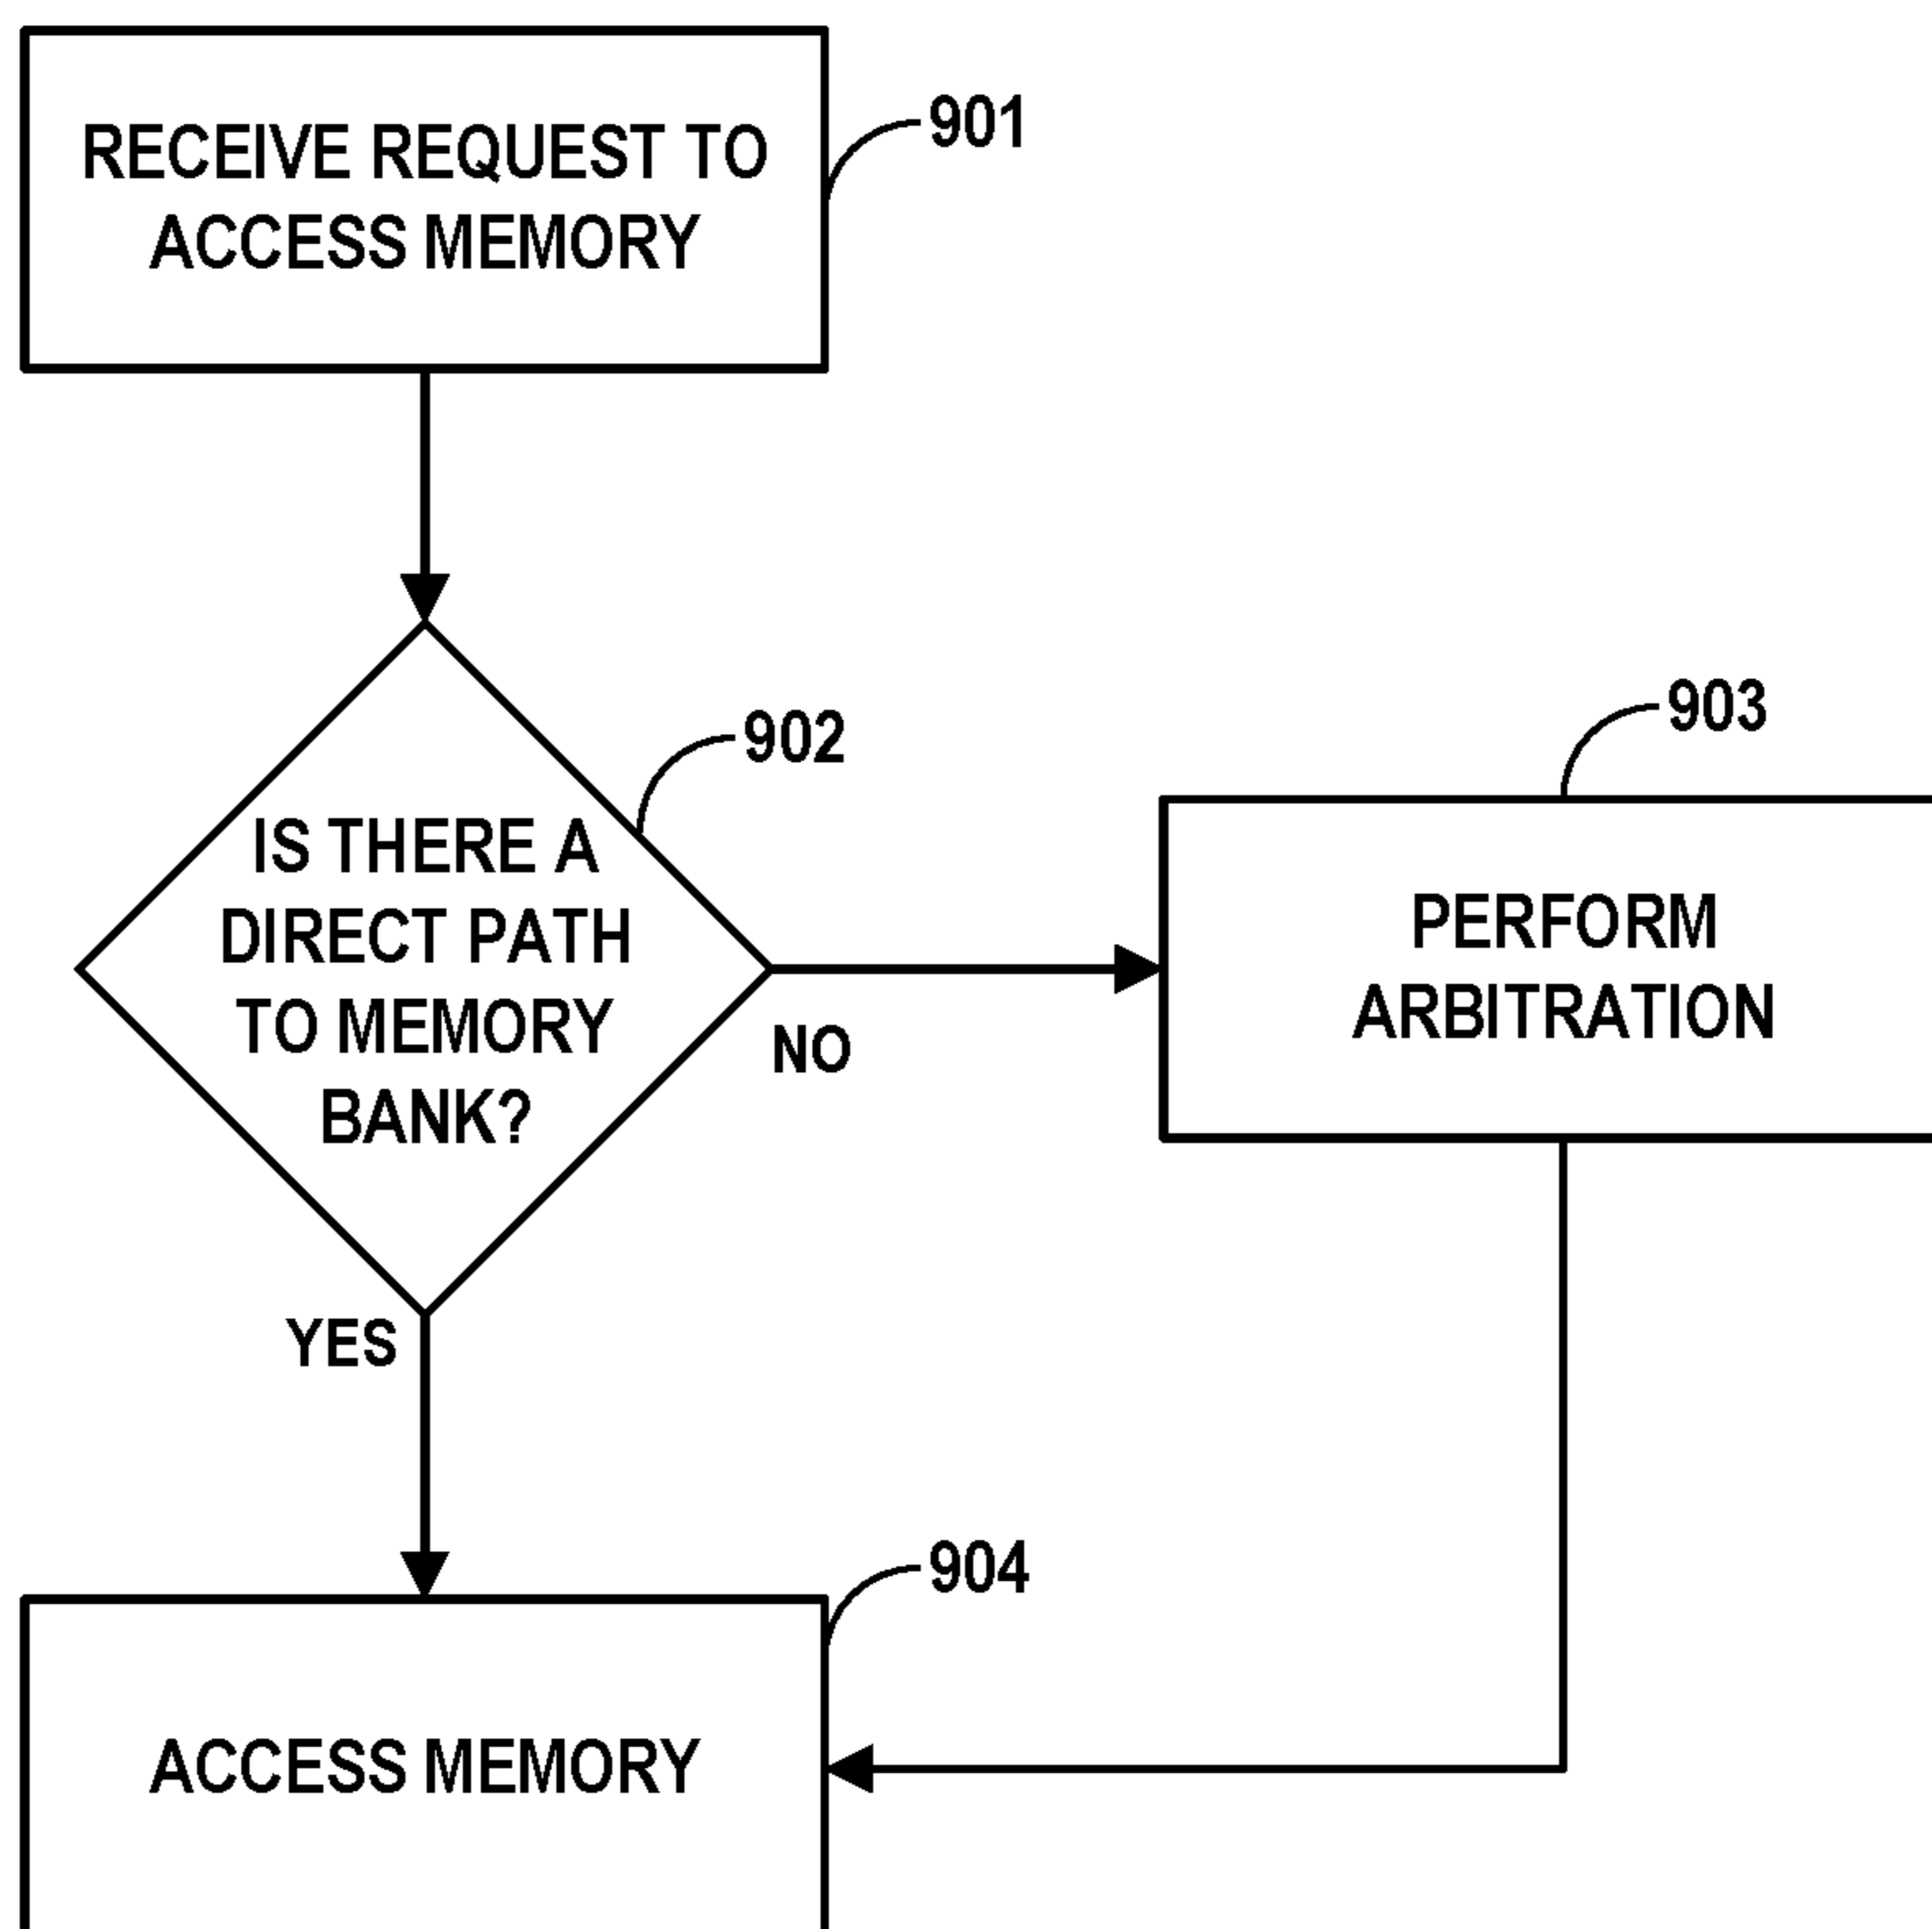 RECEIVE REQUEST TO
ACCESS MEMORY
901
902
IS THERE A
DIRECT PATH
TO MEMORY
BANK?
NO
YES
903
PERFORM
ARBITRATION
904
ACCESS MEMORY